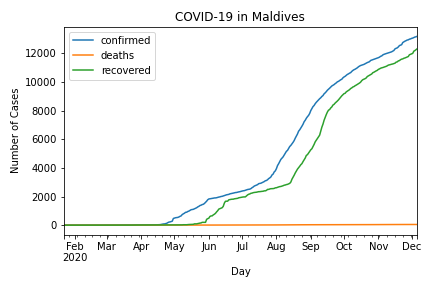 COVID-19 in Maldives
confirmed
deaths
recovered
Number of Cases
12000
10000
8000
6000
4000
2000
0
Feb Mar Apr May Jun Jul Aug Sep Oct Nov Dec
2020
Day